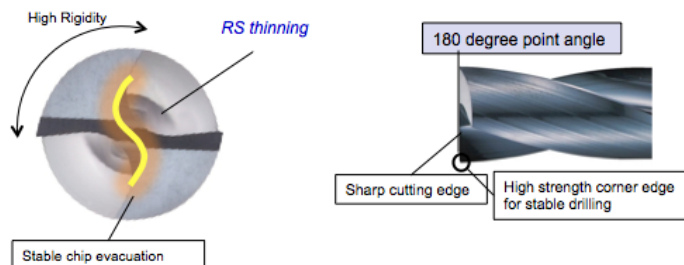 High Rigidity
RS thinning
Stable chip evacuation
180 degree point angle
Sharp cutting edge
High strength corner edge
for stable drilling